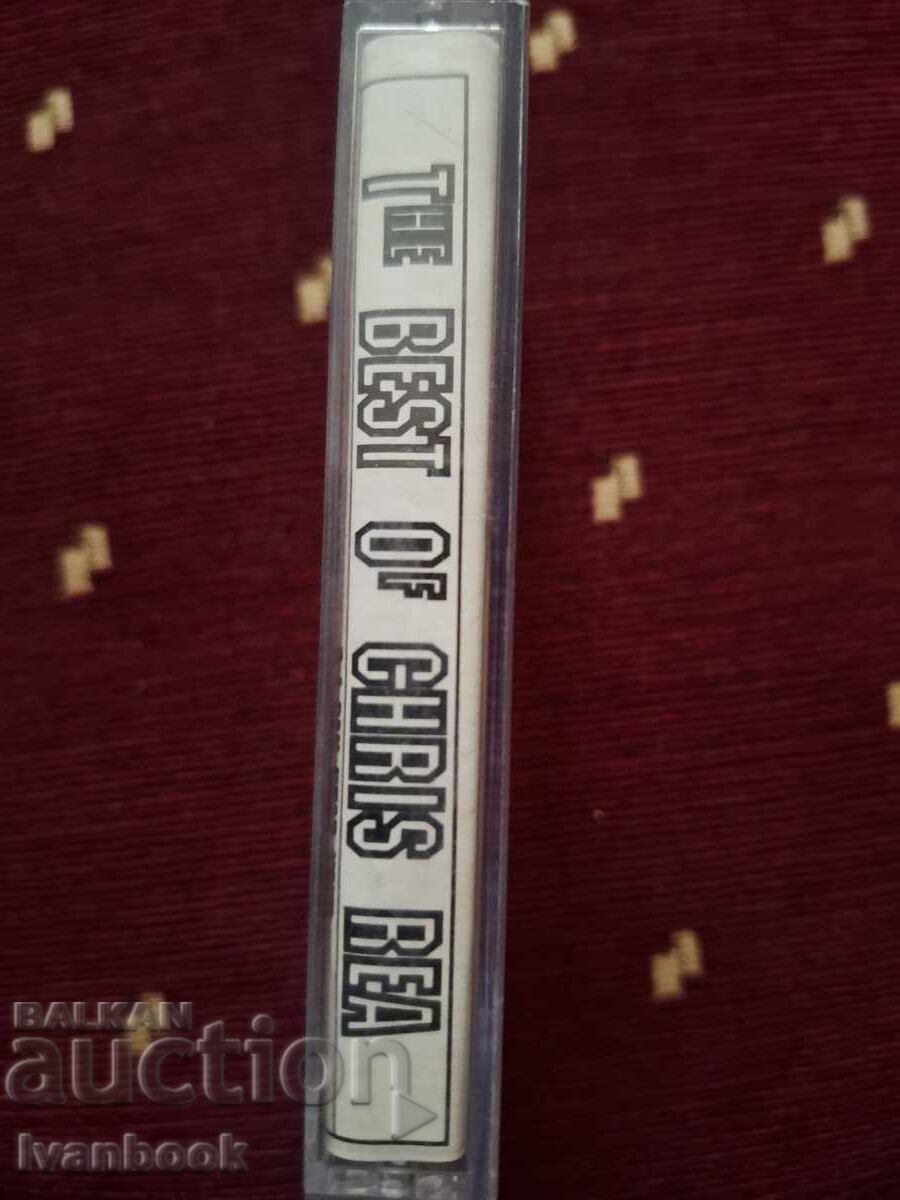 THE BEST OF CHRIS REA
BALKAN
auction
Ivanbook